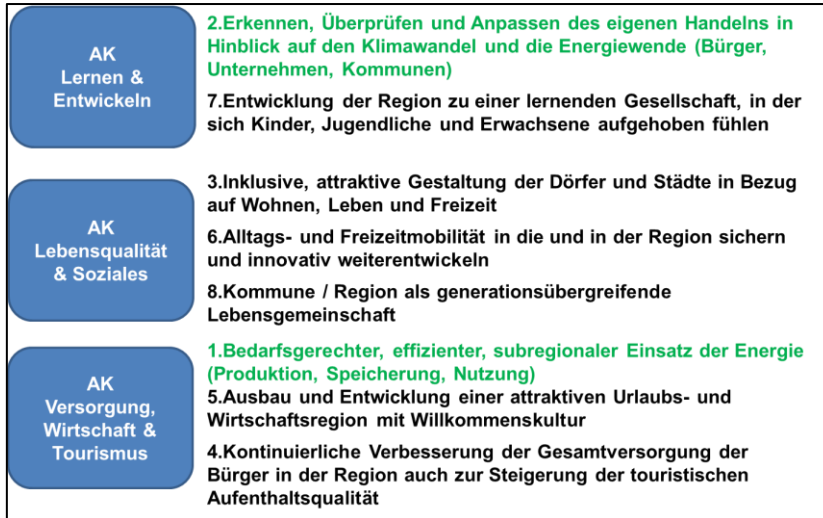 AK
Lernen &
Entwickeln
2.Erkennen, Überprüfen und Anpassen des eigenen Handelns in
Hinblick auf den Klimawandel und die Energiewende (Bürger,
Unternehmen, Kommunen)
7.Entwicklung der Region zu einer lernenden Gesellschaft, in der
sich Kinder, Jugendliche und Erwachsene aufgehoben fühlen
AK
Lebensqualität
& Soziales
3.Inklusive, attraktive Gestaltung der Dörfer und Städte in Bezug
auf Wohnen, Leben und Freizeit
6.Alltags- und Freizeitmobilität in die und in der Region sichern
und innovativ weiterentwickeln
8.Kommune / Region als generationsübergreifende
Lebensgemeinschaft
AK
Versorgung,
Wirtschaft &
Tourismus
1.Bedarfsgerechter, effizienter, subregionaler Einsatz der Energie
(Produktion, Speicherung, Nutzung)
5.Ausbau und Entwicklung einer attraktiven Urlaubs- und
Wirtschaftsregion mit Willkommenskultur
4.Kontinuierliche Verbesserung der Gesamtversorgung der
Bürger in der Region auch zur Steigerung der touristischen
Aufenthaltsqualität